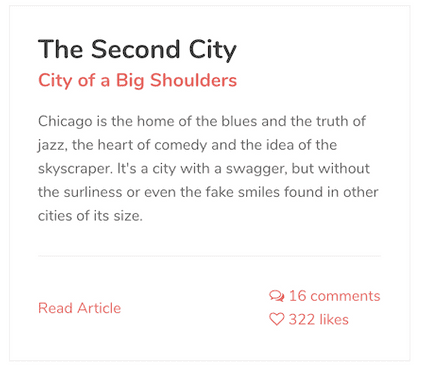 The Second City
City of a Big Shoulders
Chicago is the home of the blues and the truth of
jazz, the heart of comedy and the idea of the
skyscraper. It's a city with a swagger, but without
the surliness or even the fake smiles found in other
cities of its size.
Read Article
16 comments
322 likes